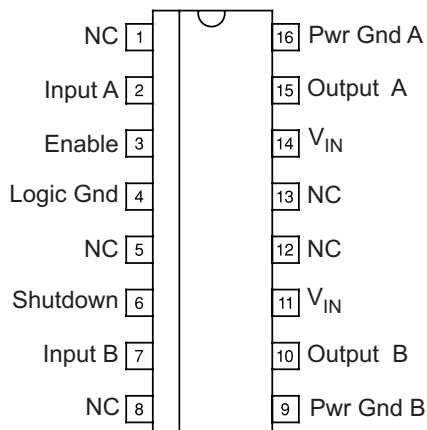 NC 1 16 Pwr Gnd A
Input A 2 15 Output A
Enable 3 14 VIN
Logic Gnd 4 13 NC
NC 5 12 NC
Shutdown 6 11 VIN
Input B 7 10 Output B
NC 8 9 Pwr Gnd B